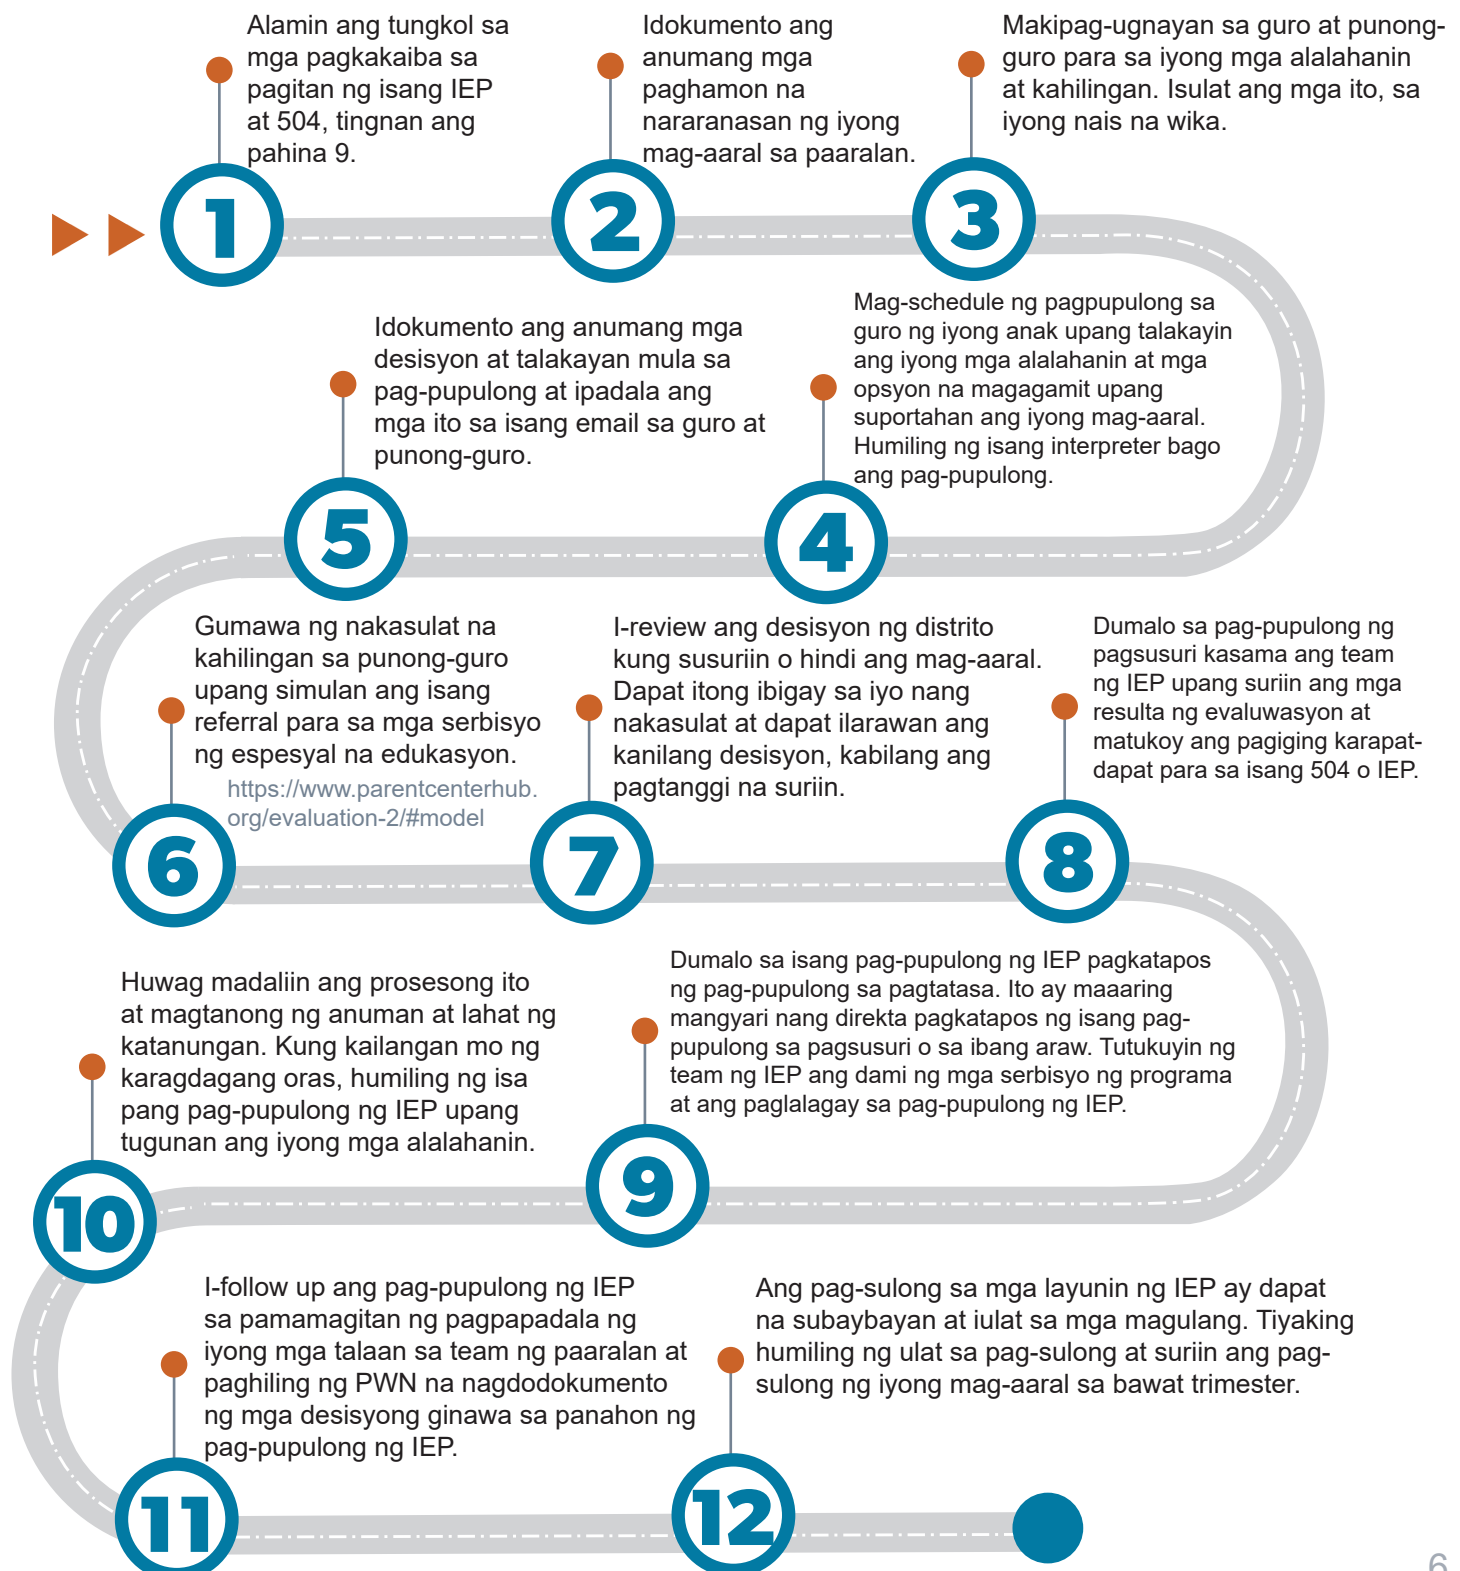 Alamin ang tungkol sa
mga pagkakaiba sa
pagitan ng isang IEP
at 504, tingnan ang
pahina 9.
1
Idokumento ang
anumang mga
paghamon na
nararanasan ng iyong
mag-aaral sa paaralan.
2
Makipag-ugnayan sa guro at punong-
guro para sa iyong mga alalahanin
at kahilingan. Isulat ang mga ito, sa
iyong nais na wika.
3
Mag-schedule ng pagpupulong sa
guro ng iyong anak upang talakayin
ang iyong mga alalahanin at mga
opsyon na magagamit upang
suportahan ang iyong mag-aaral.
Humiling ng isang interpreter bago
ang pag-pupulong.
4
Idokumento ang anumang mga
desisyon at talakayan mula sa
pag-pupulong at ipadala ang
mga ito sa isang email sa guro at
punong-guro.
5
Gumawa ng nakasulat na
kahilingan sa punong-guro
upang simulan ang isang
referral para sa mga serbisyo
ng espesyal na edukasyon.
https://www.parentcenterhub.
org/evaluation-2/#model
6
I-review ang desisyon ng distrito
kung susuriin o hindi ang mag-aaral.
Dapat itong ibigay sa iyo nang
nakasulat at dapat ilarawan ang
kanilang desisyon, kabilang ang
pagtanggi na suriin.
7
Dumalo sa pag-pupulong ng
pagsusuri kasama ang team
ng IEP upang suriin ang mga
resulta ng evaluwasyon at
matukoy ang pagiging karapat-
dapat para sa isang 504 o IEP.
8
Dumalo sa isang pag-pupulong ng IEP pagkatapos
ng pag-pupulong sa pagtatasa. Ito ay maaaring
mangyari nang direkta pagkatapos ng isang pag-
pupulong sa pagsusuri o sa ibang araw. Tutukuyin ng
team ng IEP ang dami ng mga serbisyo ng programa
at ang paglalagay sa pag-pupulong ng IEP.
9
Huwag madaliin ang prosesong ito
at magtanong ng anuman at lahat ng
katanungan. Kung kailangan mo ng
karagdagang oras, humiling ng isa
pang pag-pupulong ng IEP upang
tugunan ang iyong mga alalahanin.
10
I-follow up ang pag-pupulong ng IEP
sa pamamagitan ng pagpapadala ng
iyong mga talaan sa team ng paaralan at
paghiling ng PWN na nagdodokumento
ng mga desisyong ginawa sa panahon ng
pag-pupulong ng IEP.
11
Ang pag-sulong sa mga layunin ng IEP ay dapat
na subaybayan at iulat sa mga magulang. Tiyaking
humiling ng ulat sa pag-sulong at suriin ang pag-
sulong ng iyong mag-aaral sa bawat trimester.
12
6